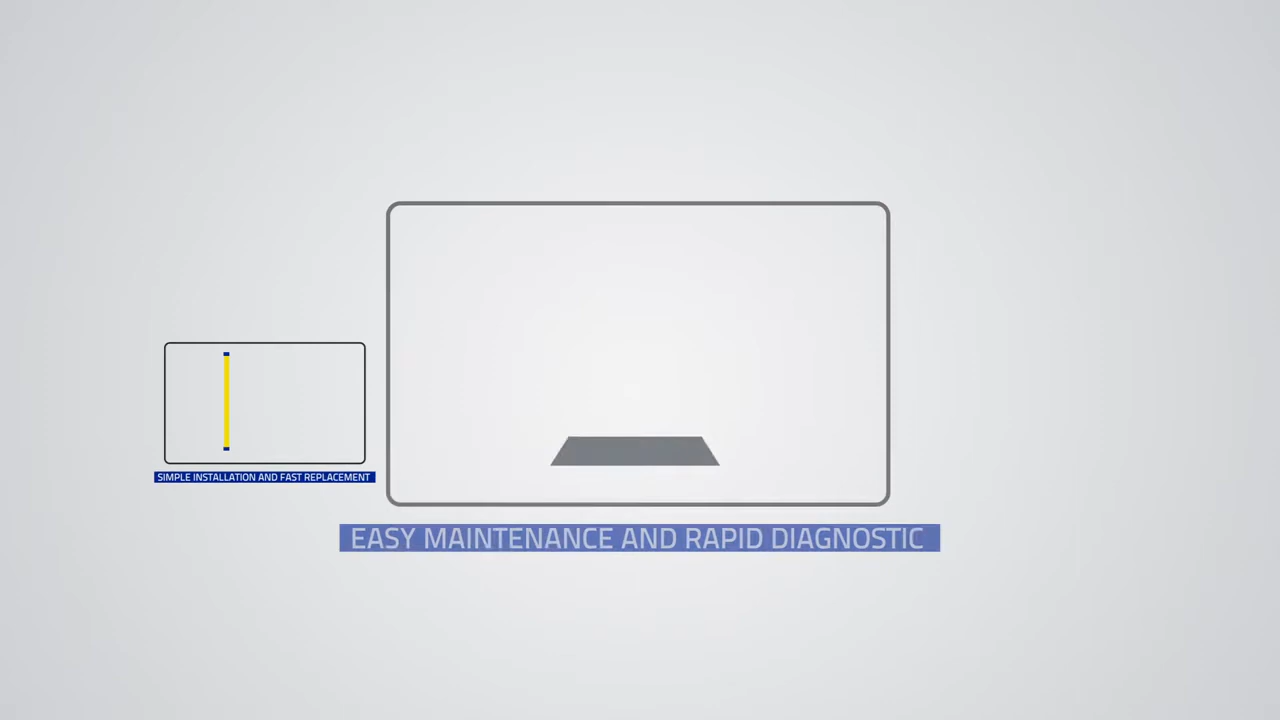 SIMPLE INSTALLATION AND FAST REPLACEMENT
EASY MAINTENANCE AND RAPID DIAGNOSTIC